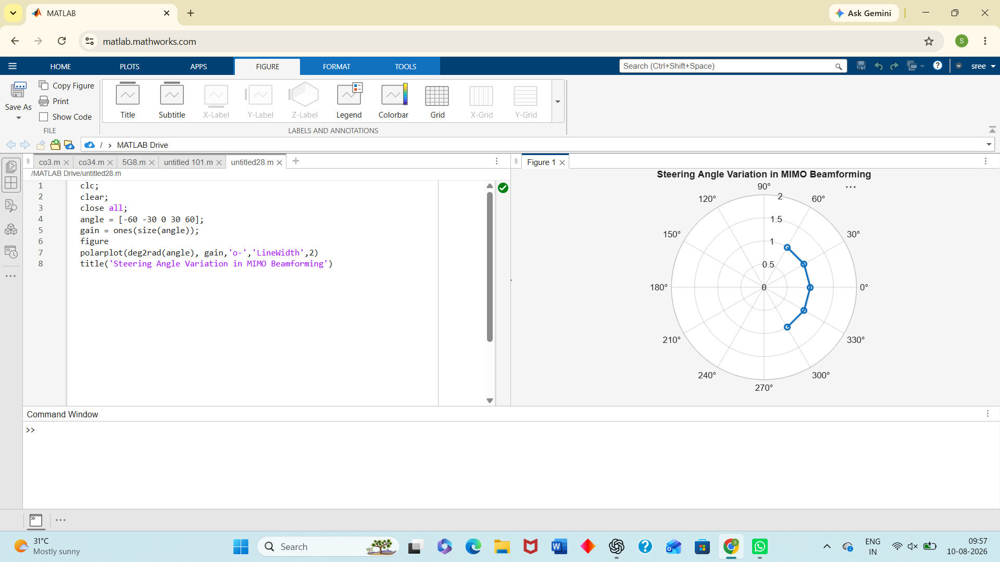 MATLAB
Ask Gemini
matlab.mathworks.com
S
HOME
PLOTS
APPS
FIGURE
FORMAT
TOOLS
Search (Ctrl+Shift+Space)
sree
Save As
Copy Figure
Print
Show Code
FILE
Title
Subtitle
X-Label
Y-Label
Z-Label
Legend
Colorbar
Grid
X-Grid
Y-Grid
LABELS AND ANNOTATIONS
/ › MATLAB Drive
co3.m
co34.m
5G8.m
untitled 101.m
untitled28.m
/MATLAB Drive/untitled28.m
1 clc;
2 clear;
3 close all;
4 angle = [-60 -30 0 30 60];
5 gain = ones(size(angle));
6 figure
7 polarplot(deg2rad(angle), gain,'o-','LineWidth',2)
8 title('Steering Angle Variation in MIMO Beamforming')
Figure 1
Steering Angle Variation in MIMO Beamforming
90°
120°
2
60°
1.5
150°
30°
1
0.5
180°
0
0°
210°
330°
240°
300°
270°
Command Window
>>
31°C
Mostly sunny
Search
ENG
IN
09:57
10-08-2026